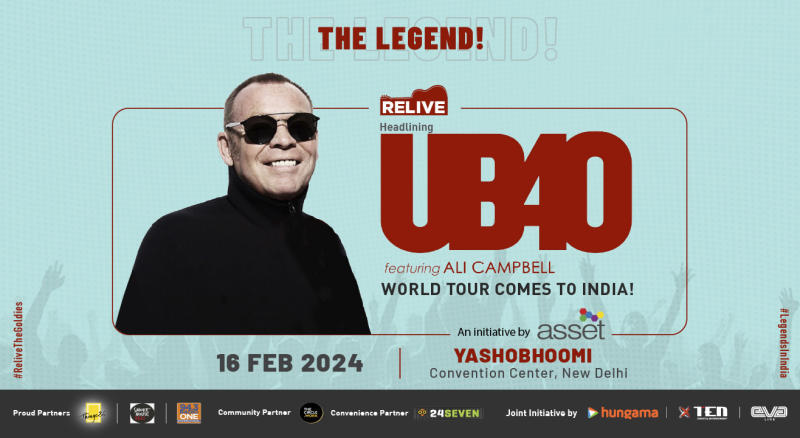 THE LEGEND!
THE LEGEND!
RELIVE
Headlining
UB40
featuring ALI CAMPBELL
WORLD TOUR COMES TO INDIA!
An initiative by asset
16 FEB 2024
YASHOBHOOMI
Convention Center, New Delhi
#ReliveTheGoldies
#LegendsInIndia
Proud Partners
ONE
Community Partner
Convenience Partner 24SEVEN
Joint Initiative by hungama TEN eva LIVE